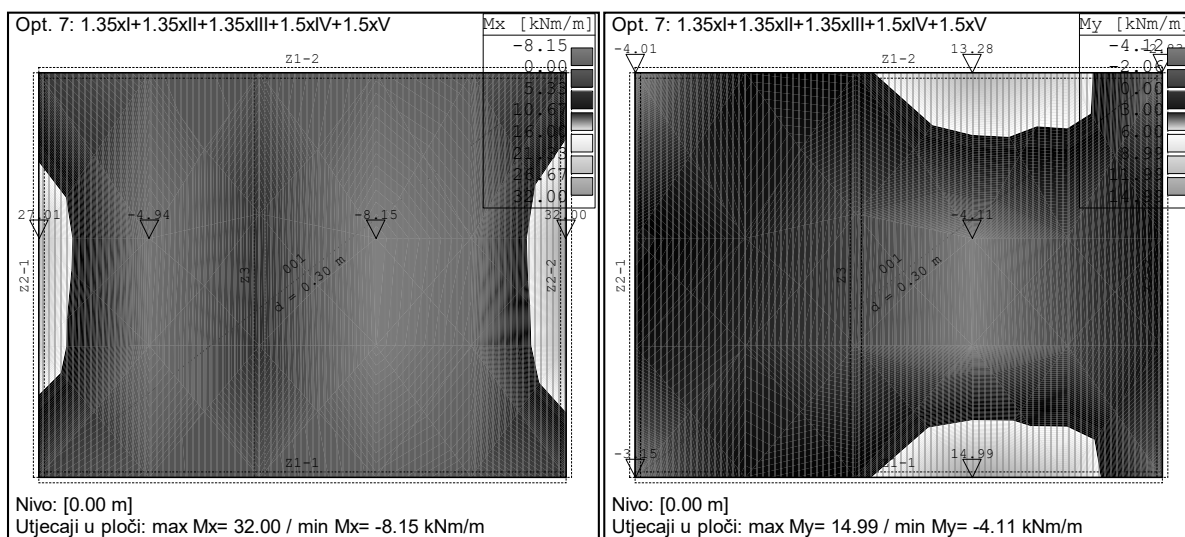 Opt. 7: 1.35xI+1.35xII+1.35xIII+1.5xIV+1.5xV
Mx [kNm/m]
-8.15
0.00
5.33
10.67
16.00
26.67
32.00
Z1-2
27.01
-4.94
-8.15
32.00
Z2-1
Z3
001
d = 0.30 m
Z2-2
Z1-1
Nivo: [0.00 m]
Utjecaji u ploči: max Mx= 32.00 / min Mx= -8.15 kNm/m
Opt. 7: 1.35xI+1.35xII+1.35xIII+1.5xIV+1.5xV
My [kNm/m]
-4.12
-2.06
0.00
3.00
6.00
8.99
11.99
14.99
-4.01
13.28
Z1-2
-4.11
Z2-1
Z3
001
d = 0.30 m
Z2-2
-3.15
14.99
Z1-1
Nivo: [0.00 m]
Utjecaji u ploči: max My= 14.99 / min My= -4.11 kNm/m